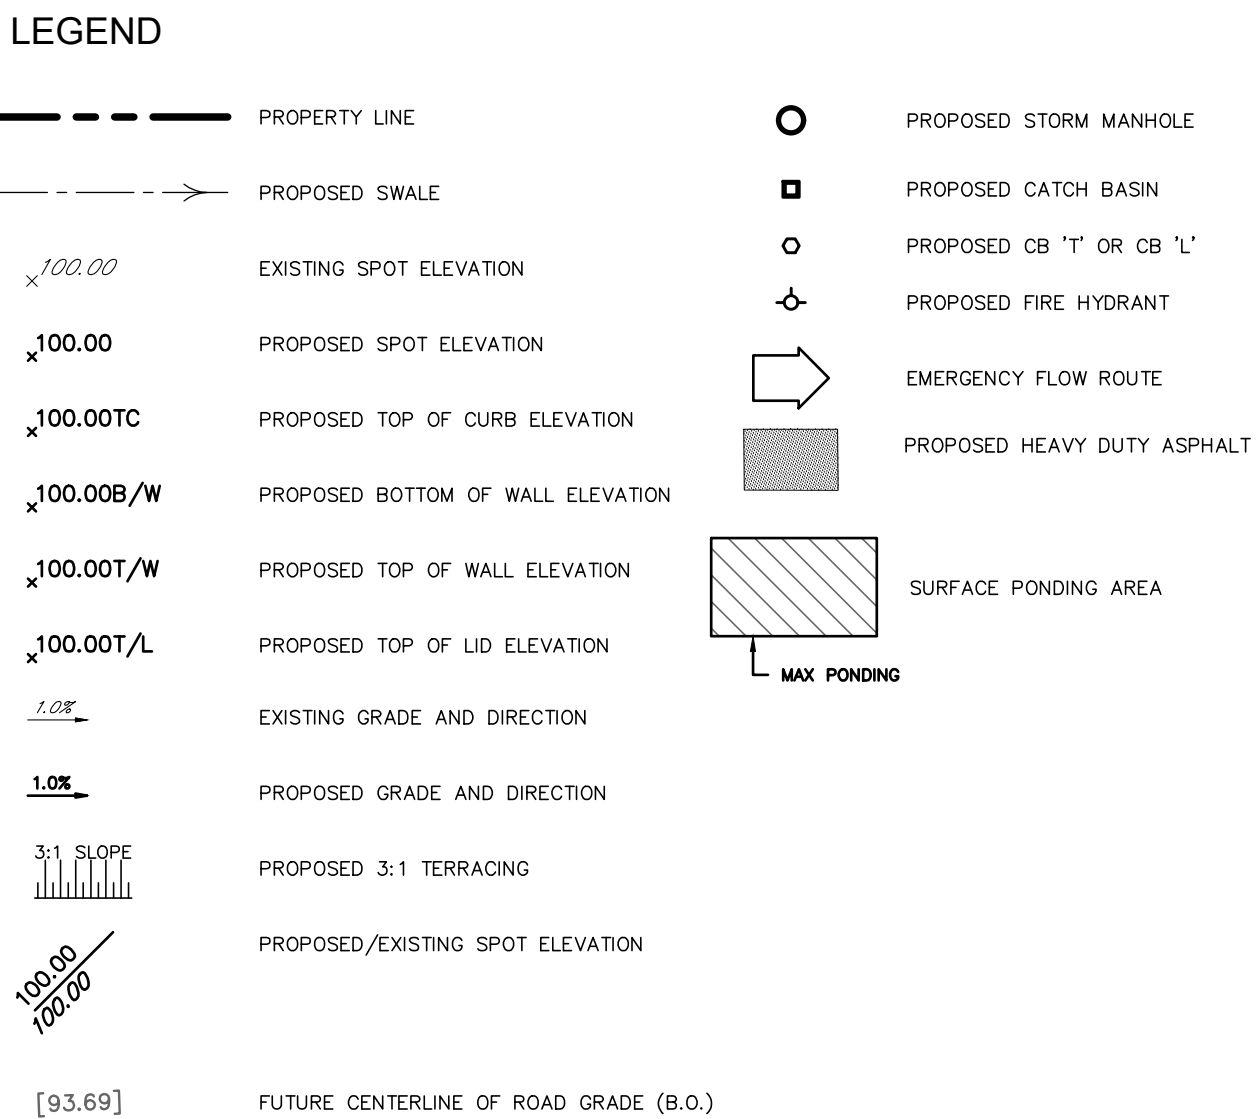 LEGEND
PROPERTY LINE
PROPOSED SWALE
100.00 EXISTING SPOT ELEVATION
x100.00 PROPOSED SPOT ELEVATION
x100.00TC PROPOSED TOP OF CURB ELEVATION
x100.00B/W PROPOSED BOTTOM OF WALL ELEVATION
x100.00T/W PROPOSED TOP OF WALL ELEVATION
x100.00T/L PROPOSED TOP OF LID ELEVATION
1.0% EXISTING GRADE AND DIRECTION
1.0% PROPOSED GRADE AND DIRECTION
3:1 SLOPE PROPOSED 3:1 TERRACING
100.00 PROPOSED/EXISTING SPOT ELEVATION
100.00
[93.69] FUTURE CENTERLINE OF ROAD GRADE (B.O.)
PROPOSED STORM MANHOLE
PROPOSED CATCH BASIN
PROPOSED CB 'T' OR CB 'L'
PROPOSED FIRE HYDRANT
EMERGENCY FLOW ROUTE
PROPOSED HEAVY DUTY ASPHALT
SURFACE PONDING AREA
MAX PONDING